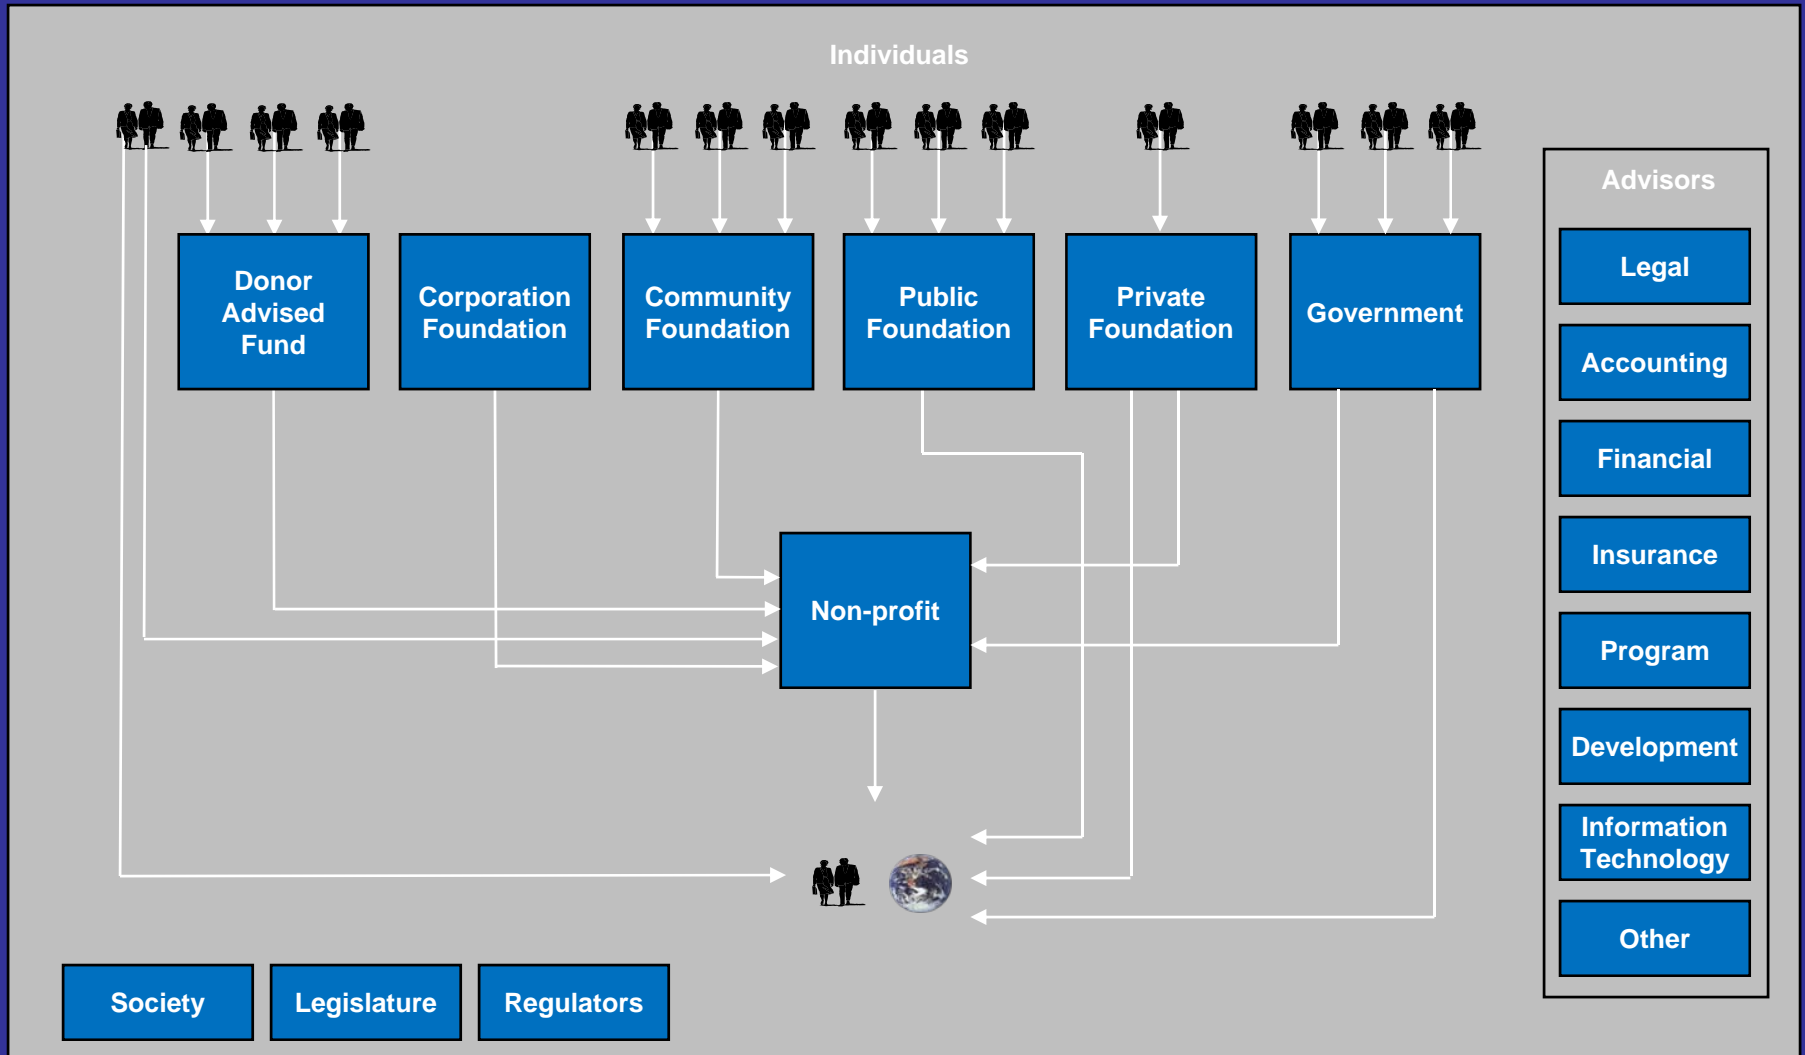 Individuals
Donor
Advised
Fund
Corporation
Foundation
Community
Foundation
Public
Foundation
Private
Foundation
Government
Non-profit
Advisors
Legal
Accounting
Financial
Insurance
Program
Development
Information
Technology
Other
Society
Legislature
Regulators